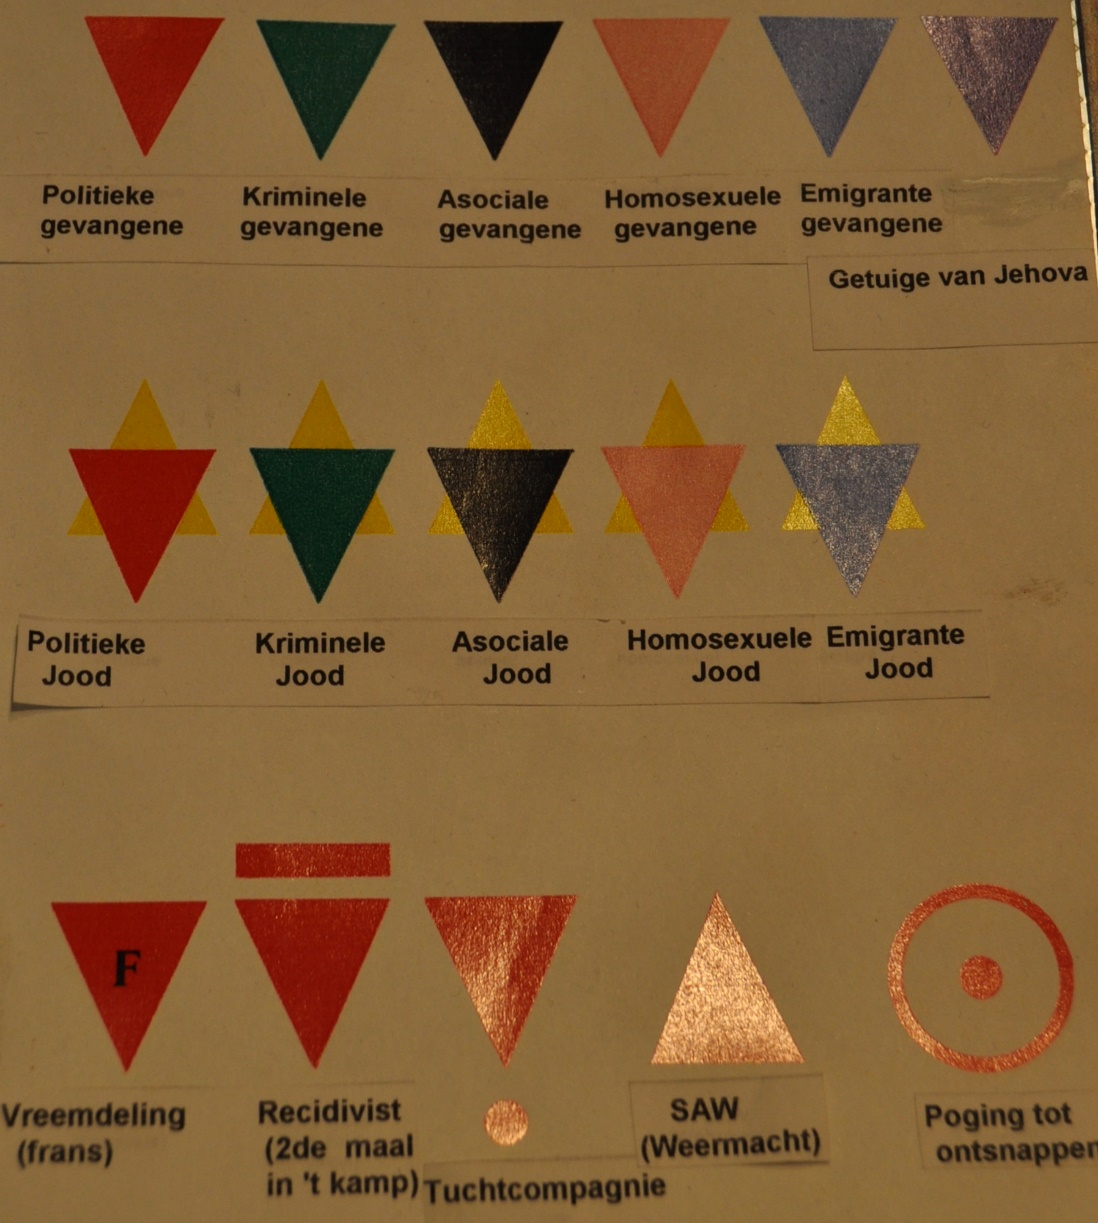 Politieke gevangene
Kriminele gevangene
Asociale gevangene
Homosexuele gevangene
Emigrante gevangene
Getuige van Jehova
Politieke Jood
Kriminele Jood
Asociale Jood
Homosexuele Jood
Emigrante Jood
F
Vreemdeling
(frans)
Recidivist
(2de maal
in 't kamp)
Tuchtcompagnie
SAW
(Weermacht)
Poging tot
ontsnappen